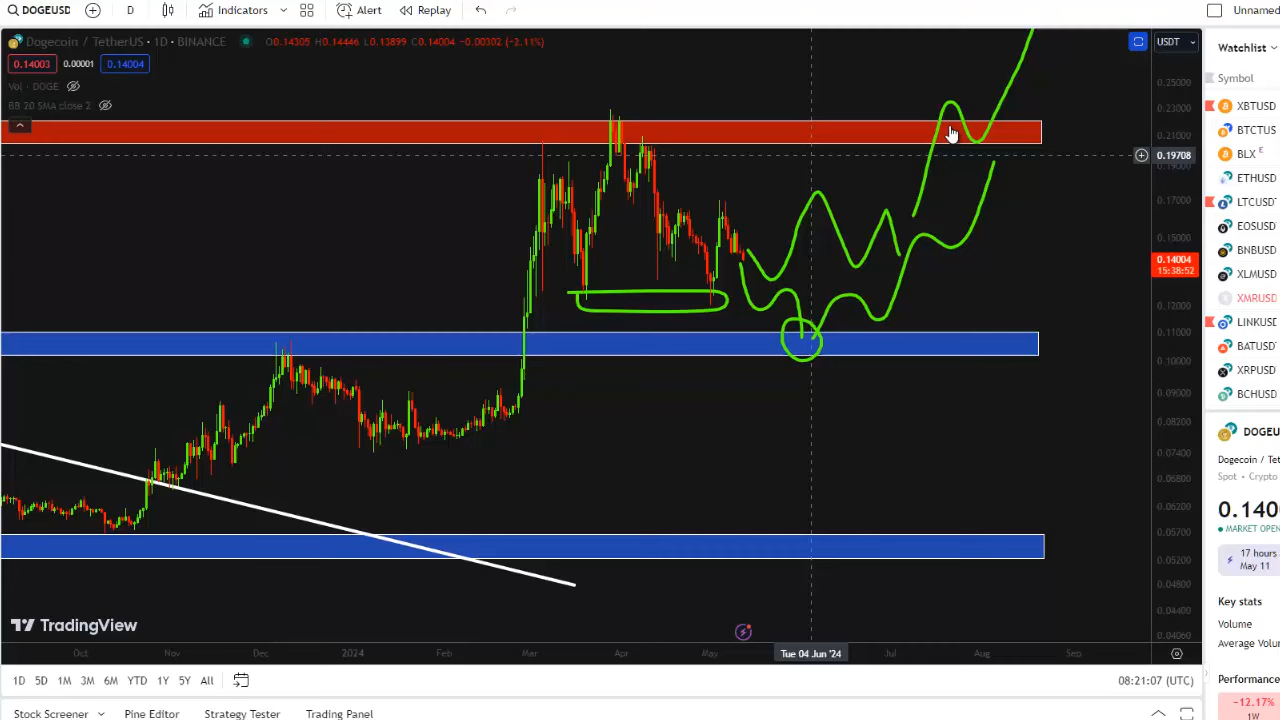 DOGEUSD D Indicators Alert Replay Unnamed
Dogecoin / TetherUS · 1D · BINANCE O0.14305 H0.14446 L0.13899 C0.14004 −0.00302 (−2.11%)
USDT
Watchlist
0.14003 0.00001 0.14004
Vol · DOGE
Symbol
BB 20 SMA close 2
0.25000
0.23000
XBTUSD
0.21000
BTCTUS
0.19708
BLX E
0.19000
ETHUSD
0.17000
LTCUSD
EOSUSD
0.15000
BNBUSD
0.14004
15:38:52
XLMUSD
XMRUSD
0.12000
LINKUSD
0.11000
BATUSD
0.10000
XRPUSD
0.09000
BCHUSD
0.08200
DOGEU
0.07400
Dogecoin / Tet
0.06800
Spot • Crypto
0.06200
0.140
0.05700
MARKET OPEN
0.05200
17 hours
May 11
0.04800
Key stats
0.04400
TradingView
Volume
0.04060
Average Volu
Oct Nov Dec 2024 Feb Mar Apr May Tue 04 Jun '24 Jul Aug Sep
1D 5D 1M 3M 6M YTD 1Y 5Y All 08:21:07 (UTC)
Performance
−12.17%
1W
Stock Screener Pine Editor Strategy Tester Trading Panel